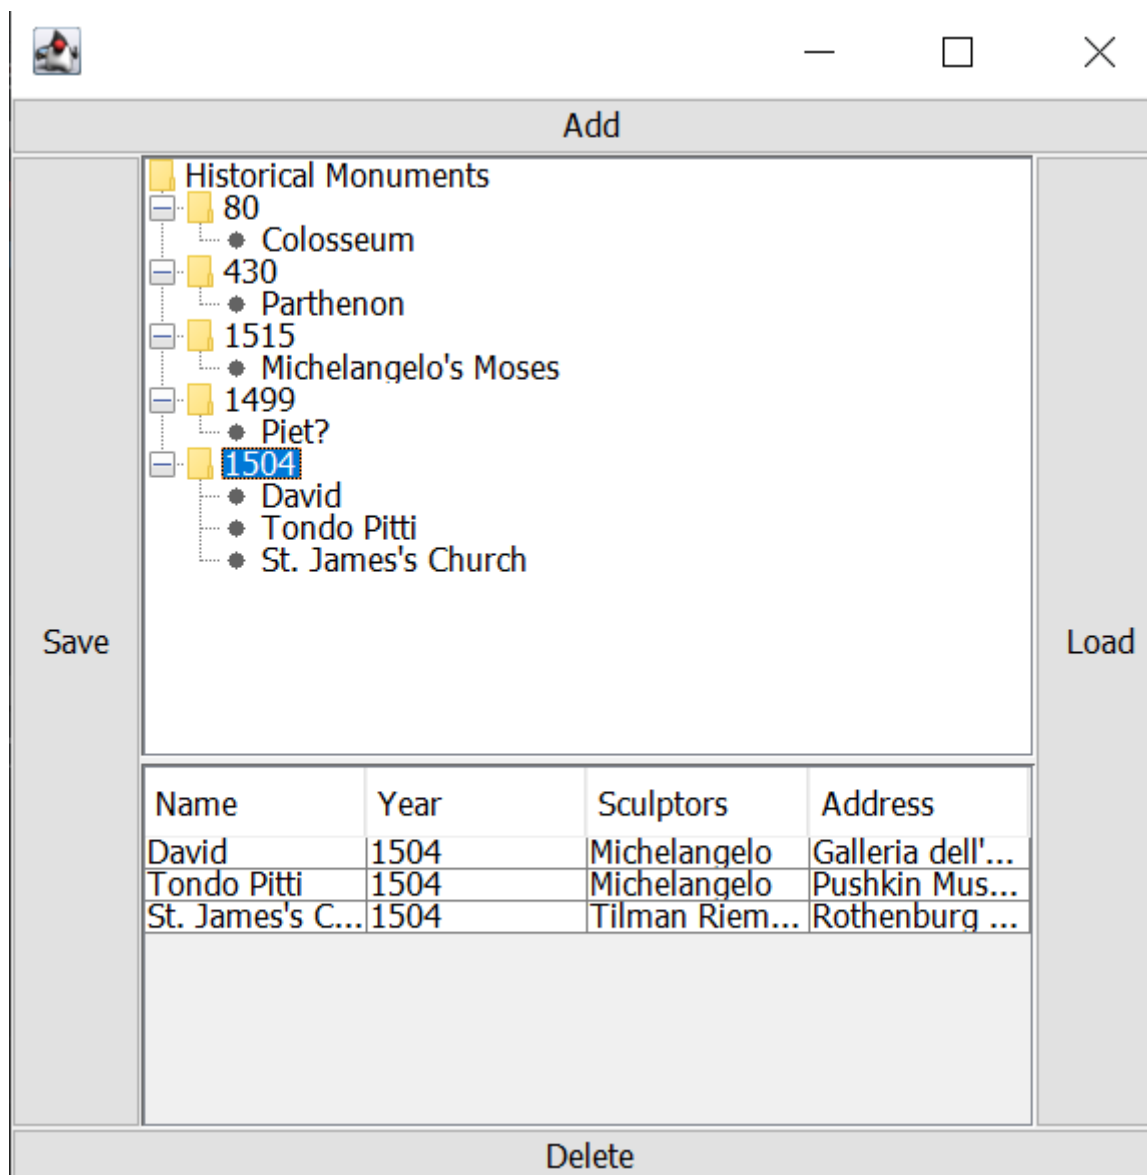 Add
Historical Monuments
80
Colosseum
430
Parthenon
1515
Michelangelo's Moses
1499
Piet?
1504
David
Tondo Pitti
St. James's Church
Save
Load
Name Year Sculptors Address
David 1504 Michelangelo Galleria dell'...
Tondo Pitti 1504 Michelangelo Pushkin Mus...
St. James's C... 1504 Tilman Riem... Rothenburg ...
Delete